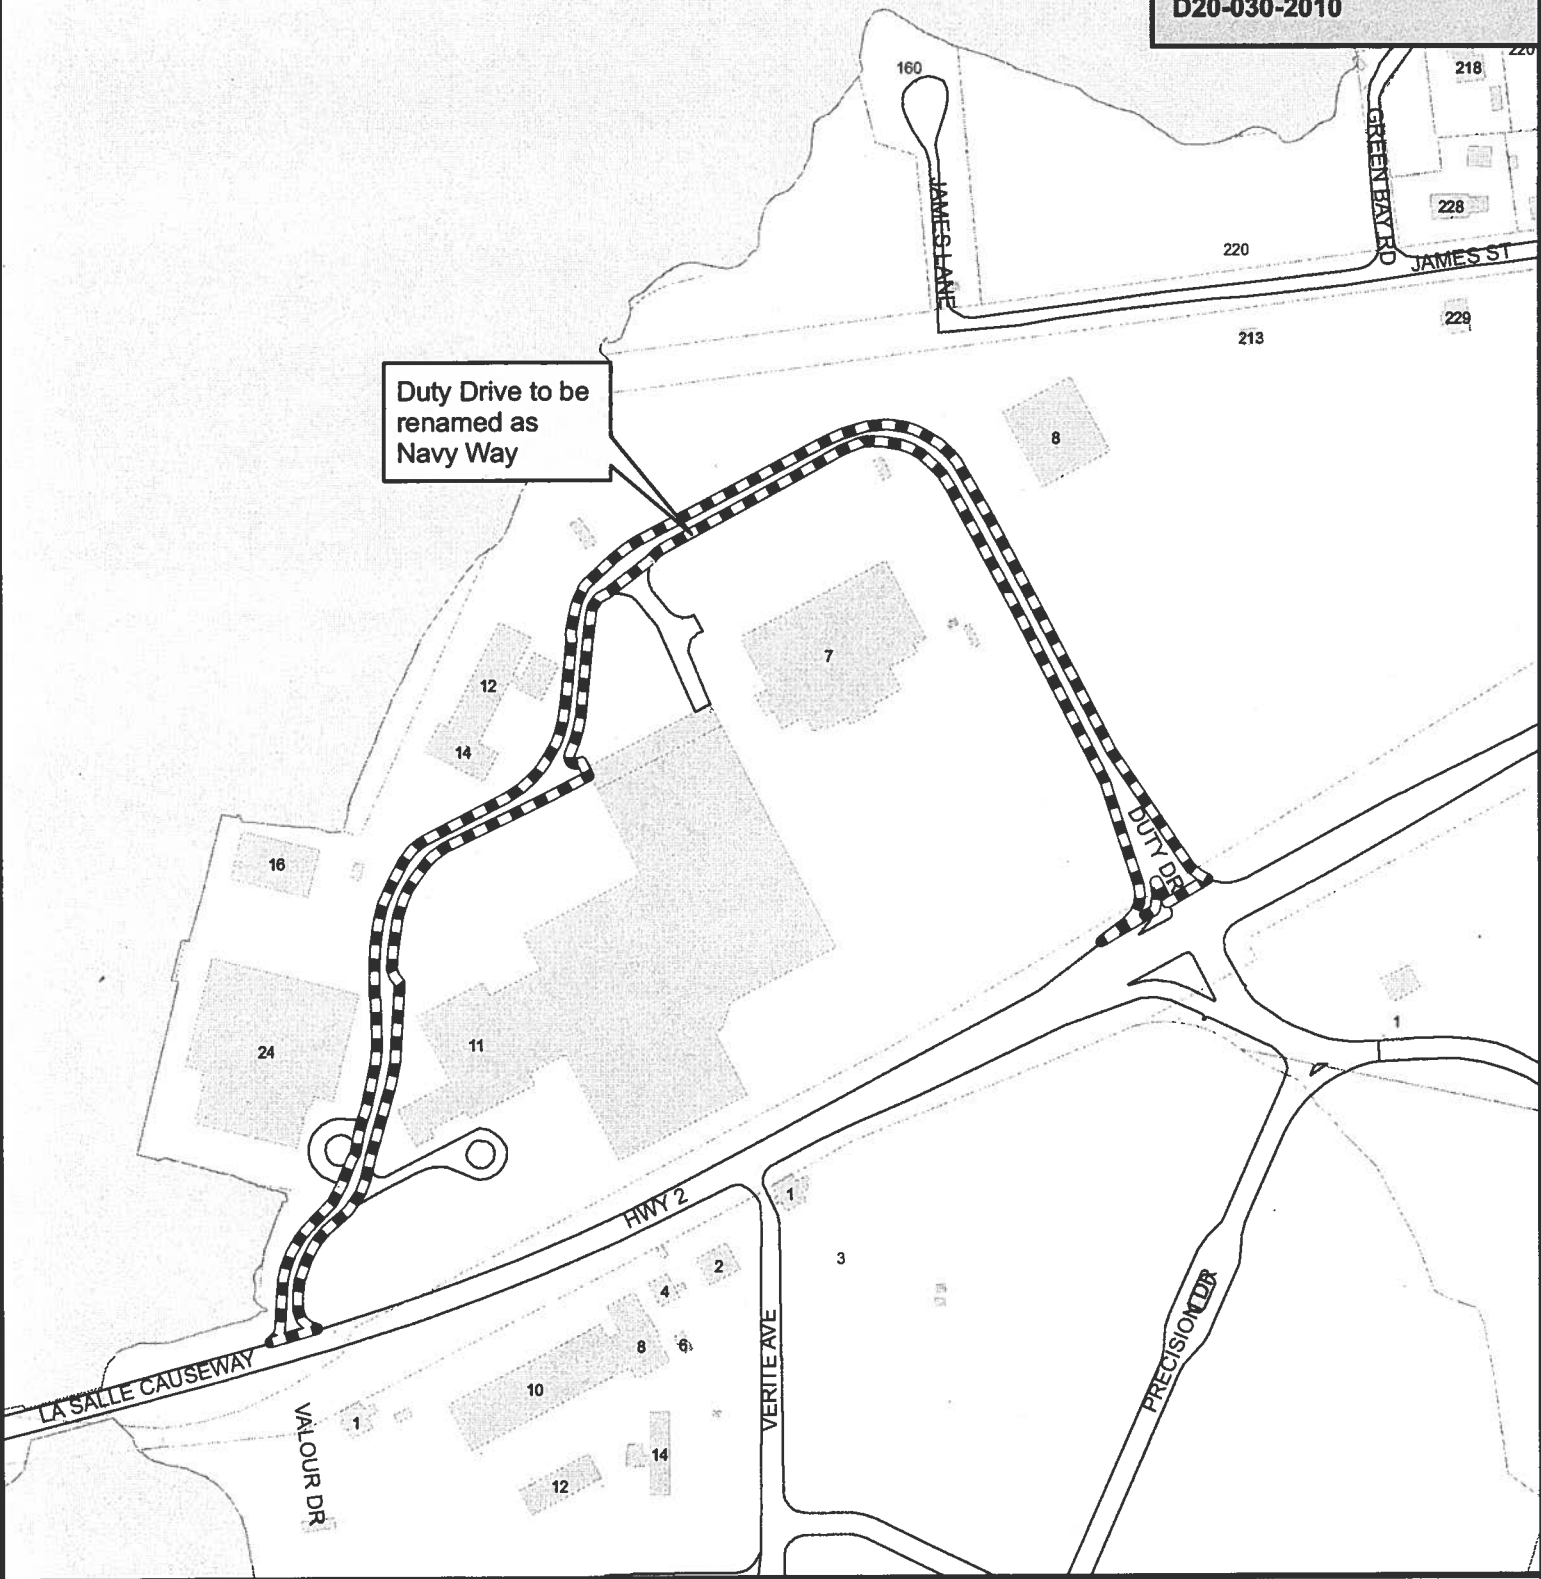 D20-030-2010
220
218
160
GREEN BAY RD
JAMES LANE
228
220
JAMES ST
229
213
Duty Drive to be
renamed as
Navy Way
8
7
12
14
DUTY DR
16
24
11
1
HWY 2
1
2
3
4
8
6
10
LA SALLE CAUSEWAY
VALOUR DR
1
VERITE AVE
PRECISION DR
14
12